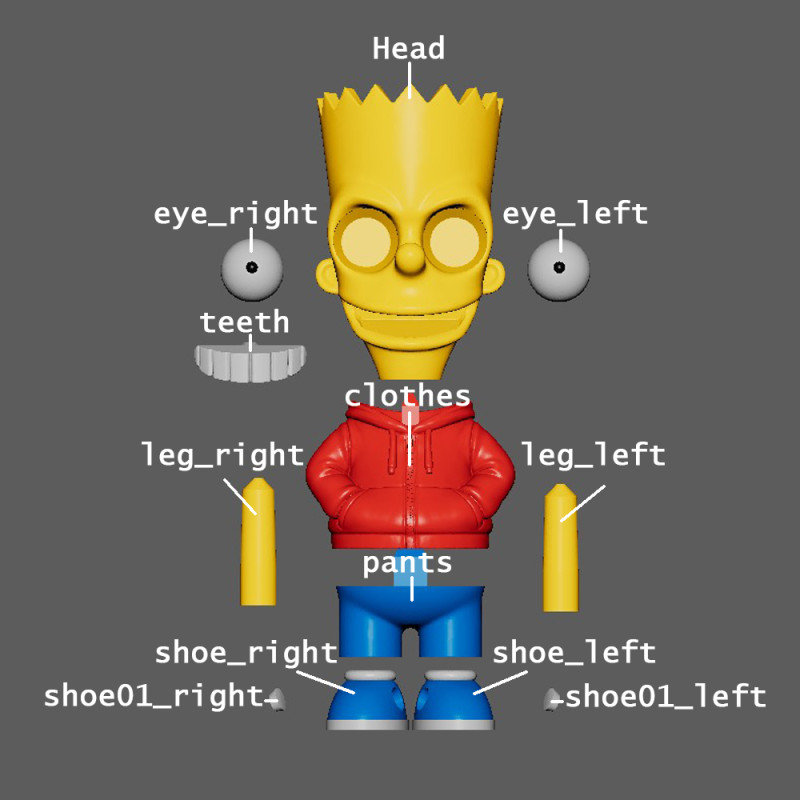 Head
eye_right
eye_left
teeth
clothes
leg_right
leg_left
pants
shoe_right
shoe_left
shoe01_right
shoe01_left